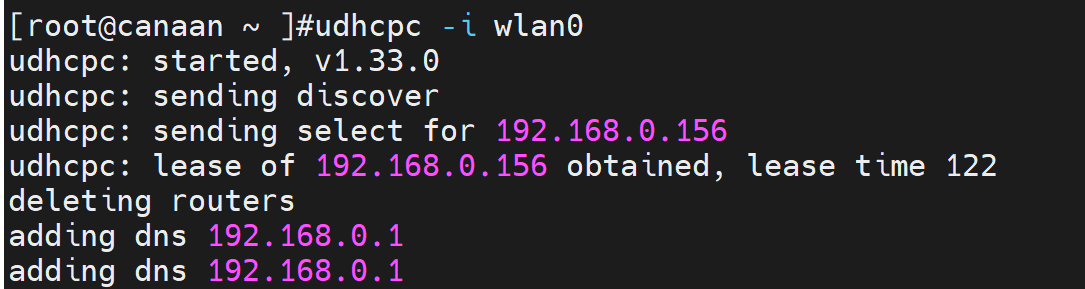 [root@canaan ~ ]#udhcpc -i wlan0
udhcpc: started, v1.33.0
udhcpc: sending discover
udhcpc: sending select for 192.168.0.156
udhcpc: lease of 192.168.0.156 obtained, lease time 122
deleting routers
adding dns 192.168.0.1
adding dns 192.168.0.1